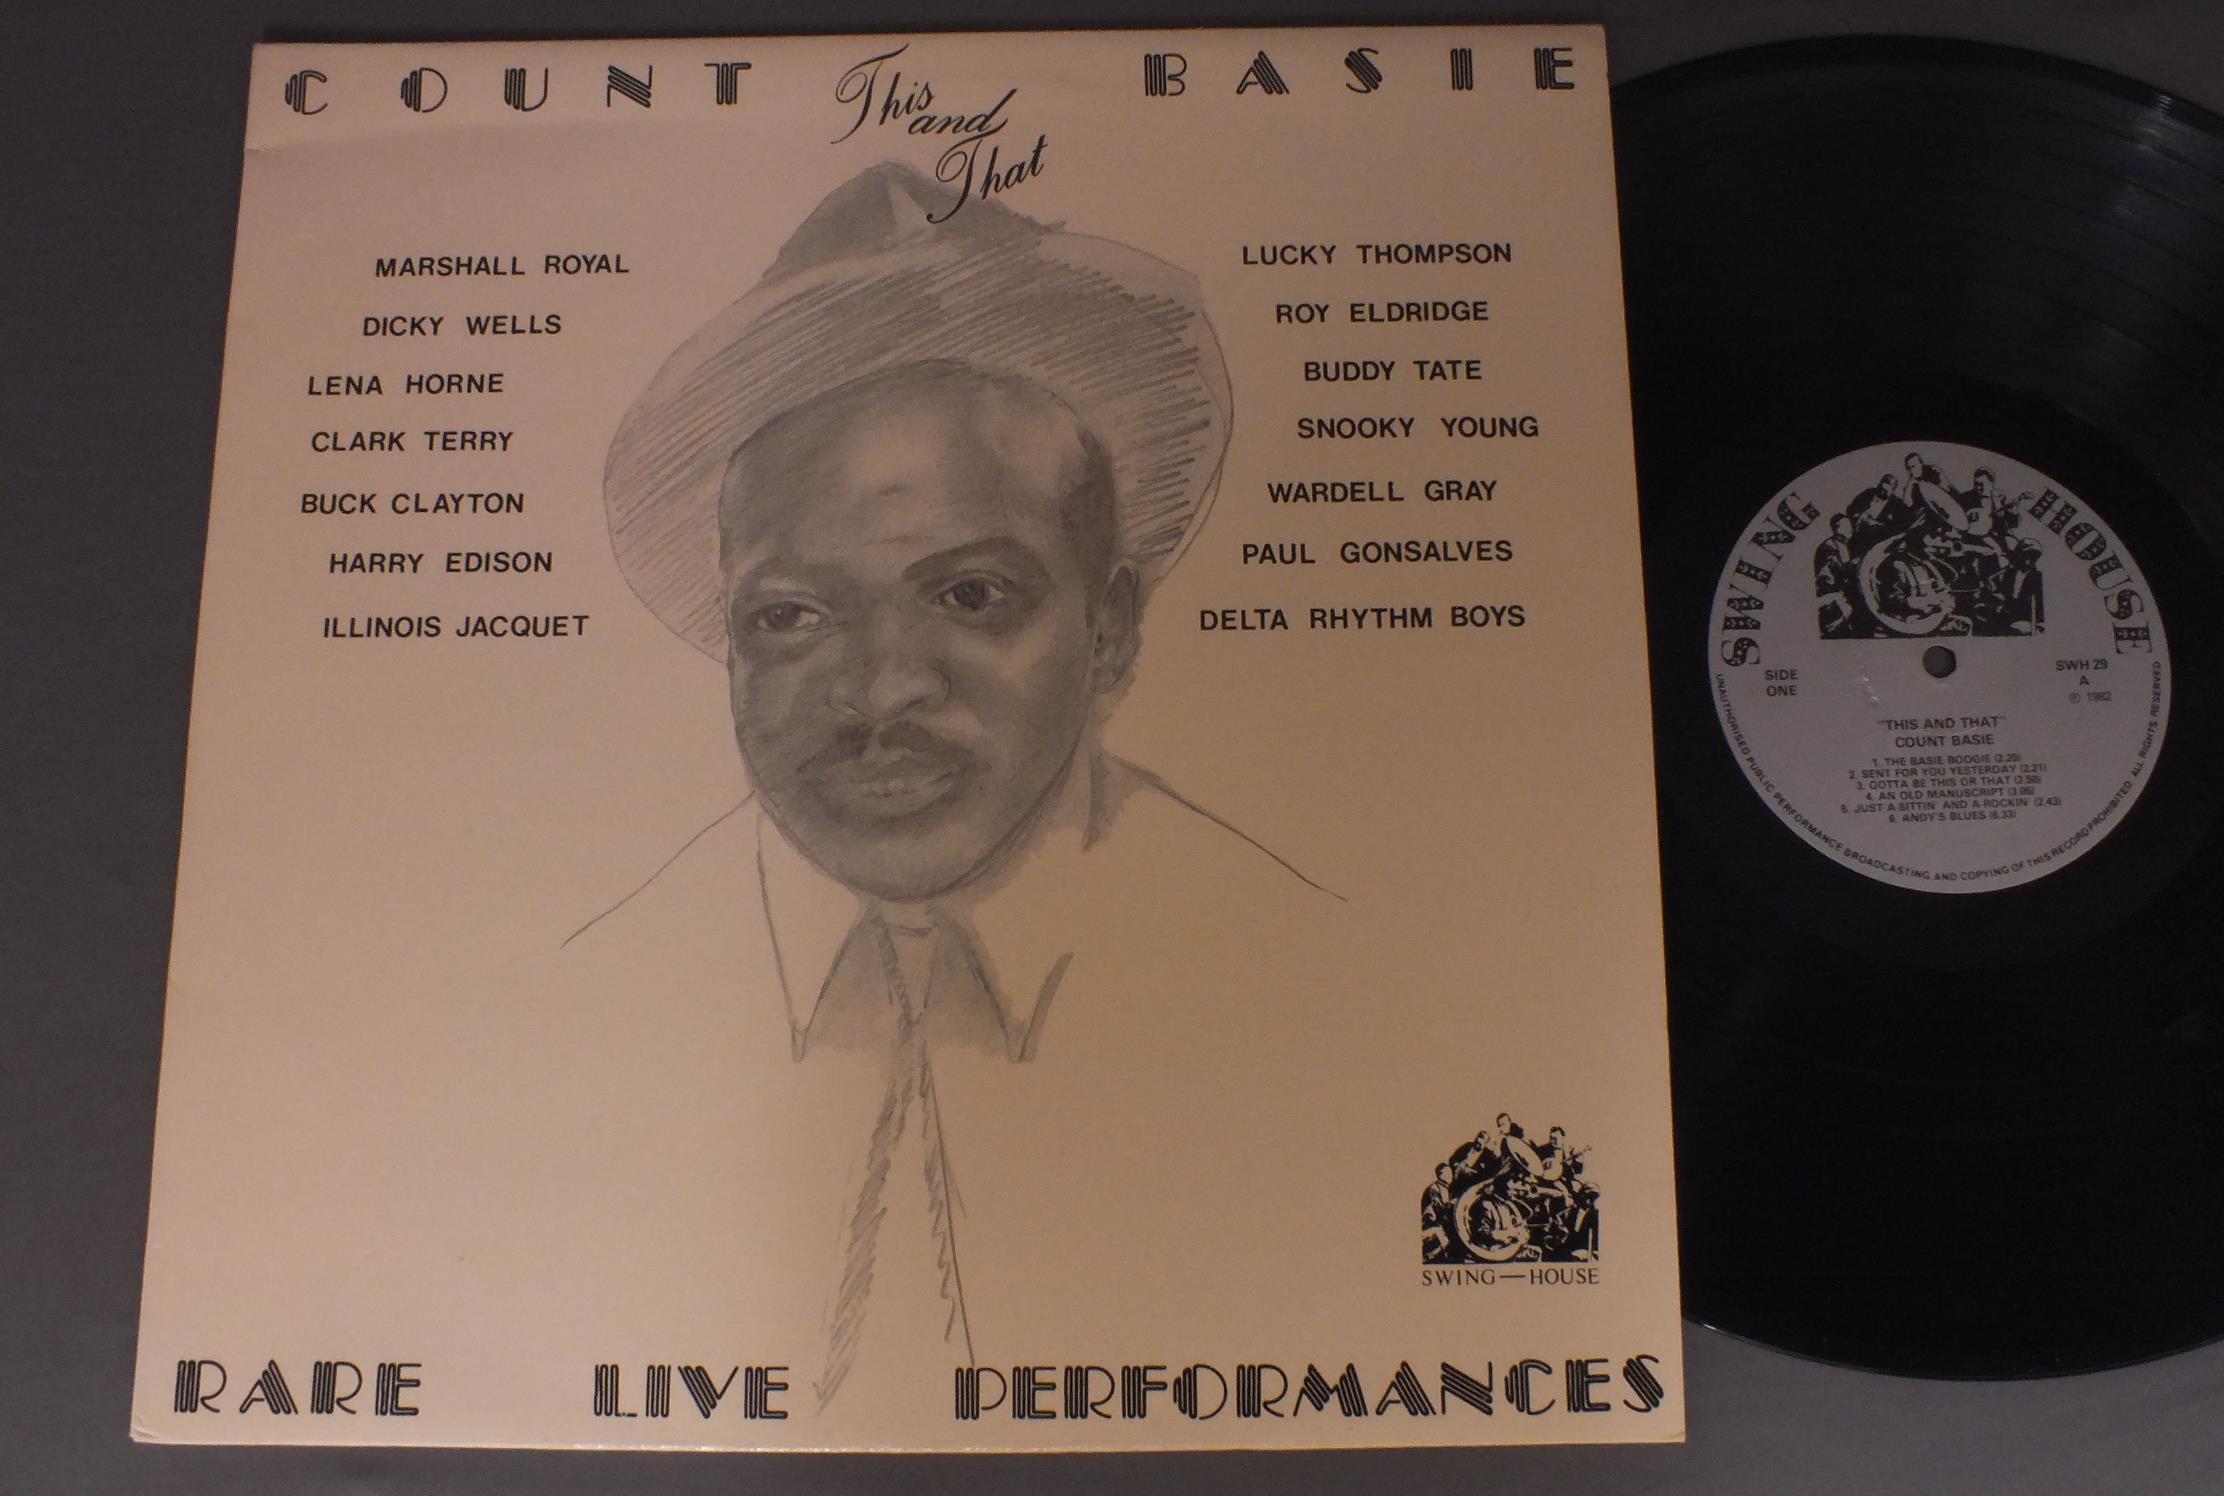 COUNT BASIE
This
and
That
MARSHALL ROYAL
DICKY WELLS
LENA HORNE
CLARK TERRY
BUCK CLAYTON
HARRY EDISON
ILLINOIS JACQUET
LUCKY THOMPSON
ROY ELDRIDGE
BUDDY TATE
SNOOKY YOUNG
WARDELL GRAY
PAUL GONSALVES
DELTA RHYTHM BOYS
SWING—HOUSE
RARE LIVE PERFORMANCES
SWING HOUSE
SIDE
ONE
SWH 29
A
℗ 1982
"THIS AND THAT"
COUNT BASIE
1. THE BASIE BOOGIE (2.20)
2. SENT FOR YOU YESTERDAY (2.21)
3. GOTTA BE THIS OR THAT (2.50)
4. AN OLD MANUSCRIPT (3.05)
5. JUST A-SITTIN' AND A-ROCKIN' (2.43)
6. ANDY'S BLUES (6.33)
UNAUTHORISED PUBLIC PERFORMANCE BROADCASTING AND COPYING OF THIS RECORD PROHIBITED. ALL RIGHTS RESERVED